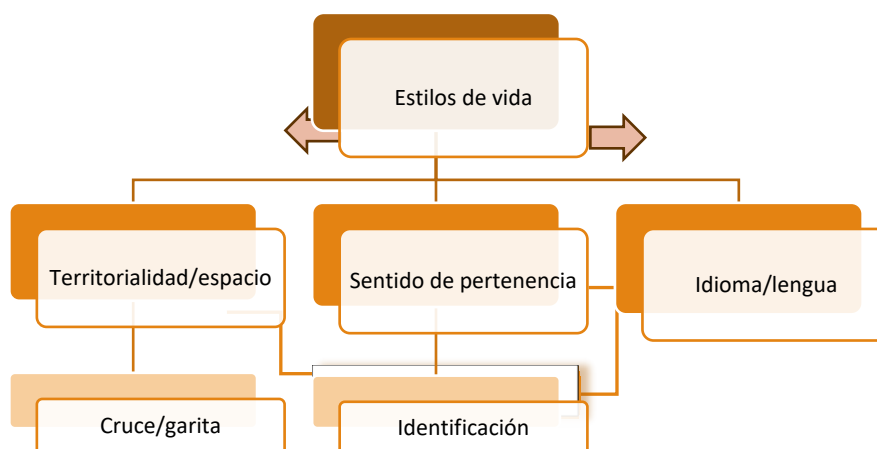 Estilos de vida
Territorialidad/espacio
Sentido de pertenencia
Idioma/lengua
Cruce/garita
Identificación